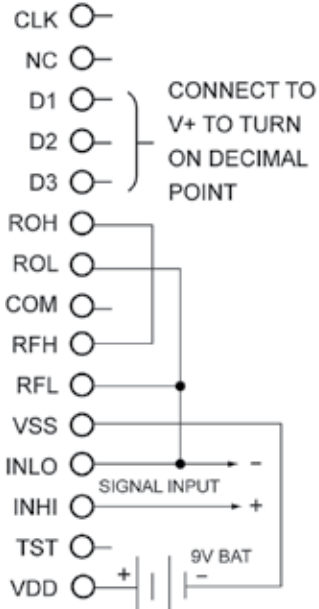 CLK
NC
D1
D2
D3
CONNECT TO
V+ TO TURN
ON DECIMAL
POINT
ROH
ROL
COM
RFH
RFL
VSS
INLO
−
SIGNAL INPUT
INHI
+
TST
9V BAT
VDD
+
−